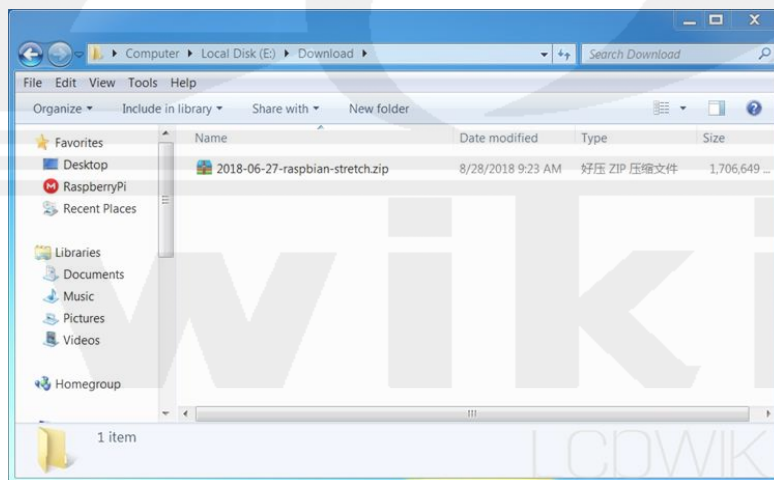 Computer Local Disk (E:) Download
Search Download
File Edit View Tools Help
Organize Include in library Share with New folder
Name Date modified Type Size
Favorites
Desktop
RaspberryPi
Recent Places
Libraries
Documents
Music
Pictures
Videos
Homegroup
2018-06-27-raspbian-stretch.zip 8/28/2018 9:23 AM 好压 ZIP 压缩文件 1,706,649 ...
1 item
wiki
LCDWIKI